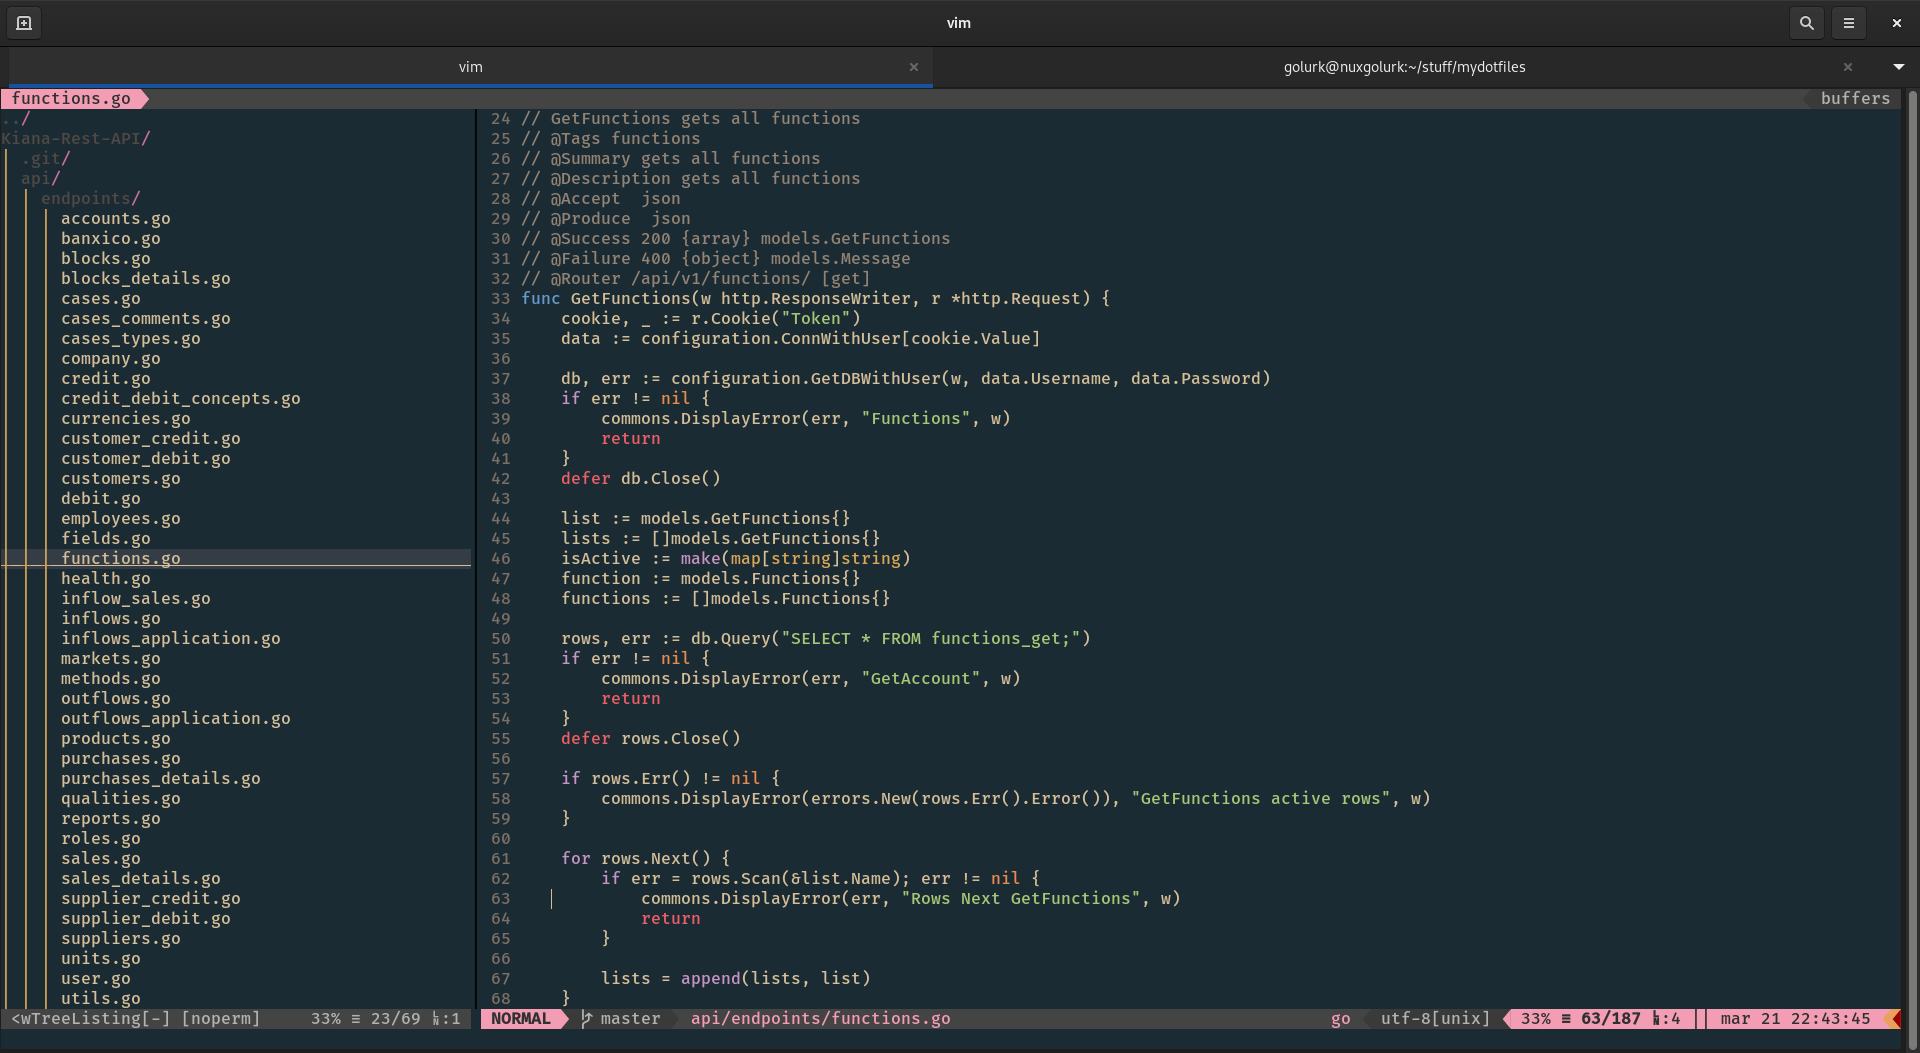 vim
vim
golurk@nuxgolurk:~/stuff/mydotfiles
functions.go
buffers
../
Kiana-Rest-API/
.git/
api/
endpoints/
accounts.go
banxico.go
blocks.go
blocks_details.go
cases.go
cases_comments.go
cases_types.go
company.go
credit.go
credit_debit_concepts.go
currencies.go
customer_credit.go
customer_debit.go
customers.go
debit.go
employees.go
fields.go
functions.go
health.go
inflow_sales.go
inflows.go
inflows_application.go
markets.go
methods.go
outflows.go
outflows_application.go
products.go
purchases.go
purchases_details.go
qualities.go
reports.go
roles.go
sales.go
sales_details.go
supplier_credit.go
supplier_debit.go
suppliers.go
units.go
user.go
utils.go
<wTreeListing[-] [noperm] 33% ≡ 23/69 ㏑:1
24 // GetFunctions gets all functions
25 // @Tags functions
26 // @Summary gets all functions
27 // @Description gets all functions
28 // @Accept  json
29 // @Produce  json
30 // @Success 200 {array} models.GetFunctions
31 // @Failure 400 {object} models.Message
32 // @Router /api/v1/functions/ [get]
33 func GetFunctions(w http.ResponseWriter, r *http.Request) {
34     cookie, _ := r.Cookie("Token")
35     data := configuration.ConnWithUser[cookie.Value]
36
37     db, err := configuration.GetDBWithUser(w, data.Username, data.Password)
38     if err != nil {
39         commons.DisplayError(err, "Functions", w)
40         return
41     }
42     defer db.Close()
43
44     list := models.GetFunctions{}
45     lists := []models.GetFunctions{}
46     isActive := make(map[string]string)
47     function := models.Functions{}
48     functions := []models.Functions{}
49
50     rows, err := db.Query("SELECT * FROM functions_get;")
51     if err != nil {
52         commons.DisplayError(err, "GetAccount", w)
53         return
54     }
55     defer rows.Close()
56
57     if rows.Err() != nil {
58         commons.DisplayError(errors.New(rows.Err().Error()), "GetFunctions active rows", w)
59     }
60
61     for rows.Next() {
62         if err = rows.Scan(&list.Name); err != nil {
63             commons.DisplayError(err, "Rows Next GetFunctions", w)
64             return
65         }
66
67         lists = append(lists, list)
68     }
NORMAL master api/endpoints/functions.go go utf-8[unix] 33% ≡ 63/187 ㏑:4 mar 21 22:43:45